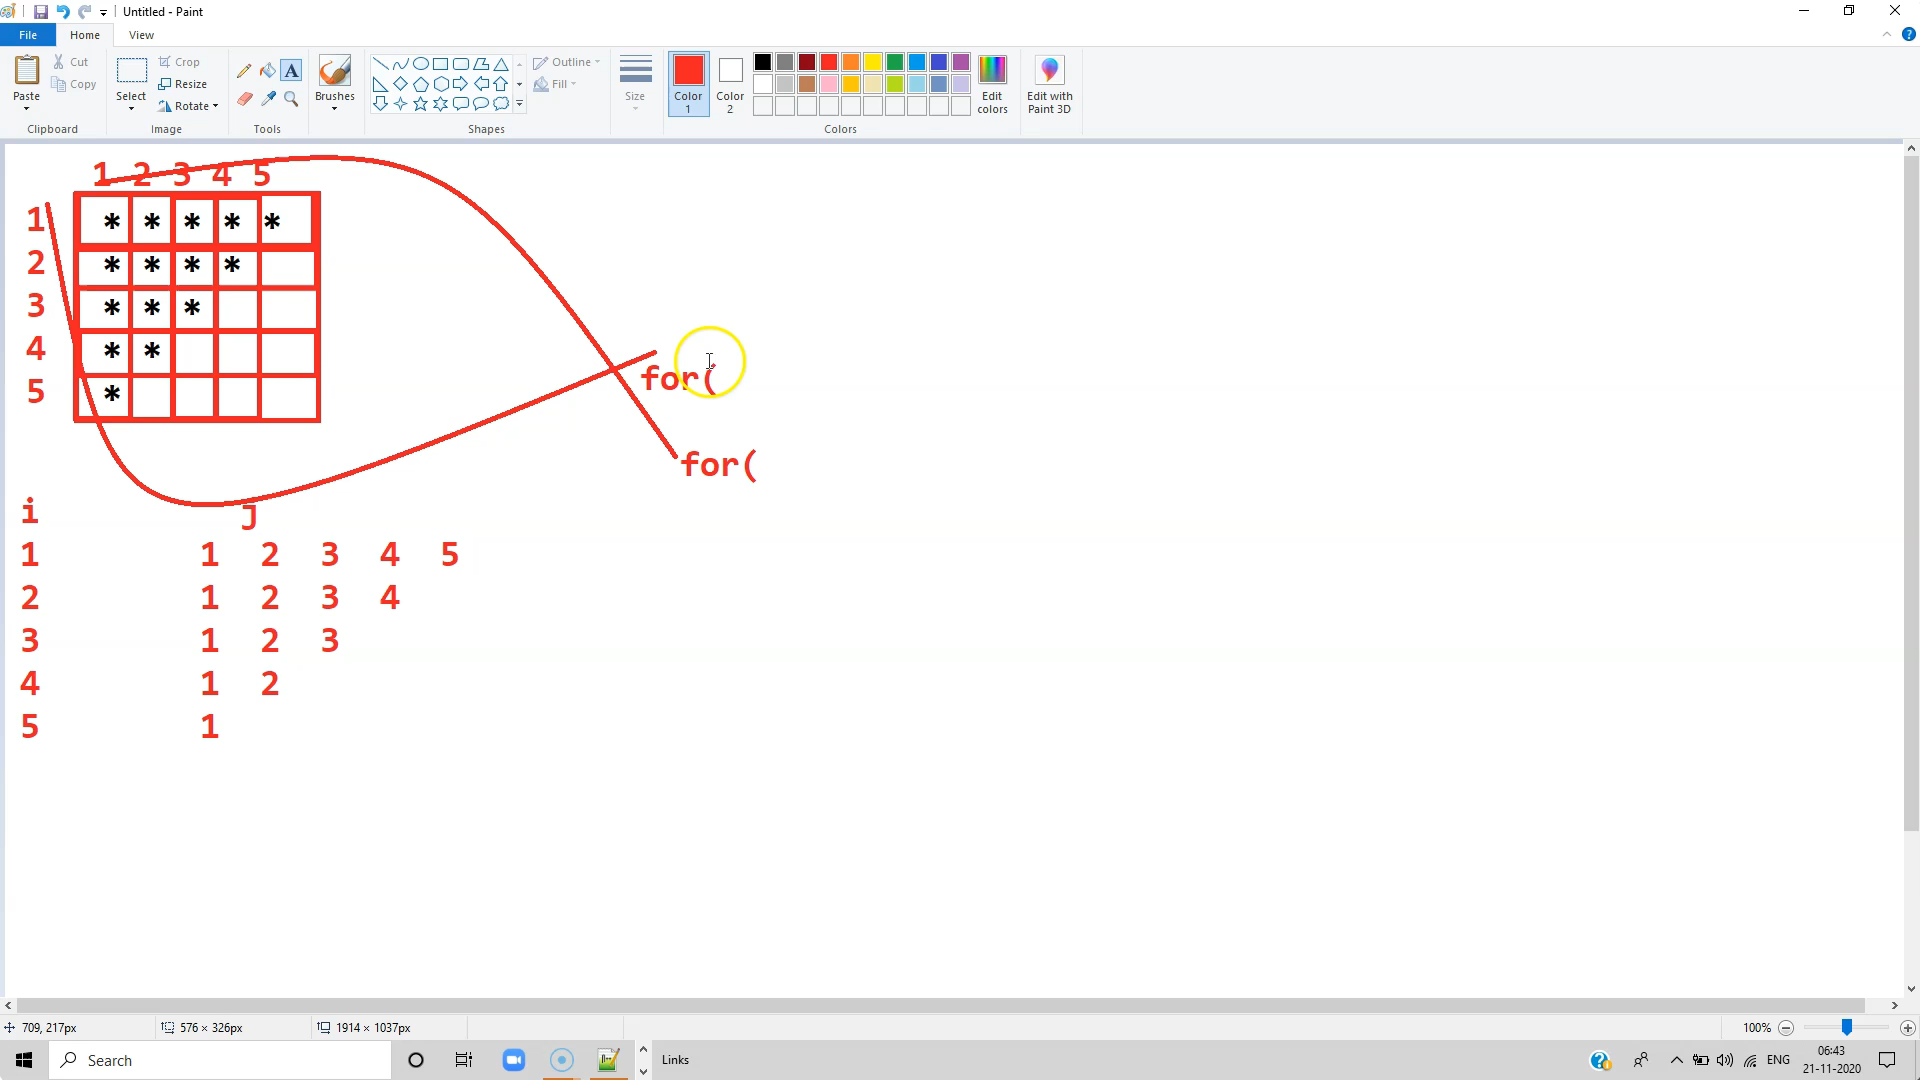 Untitled - Paint
File Home View
Paste
Cut
Copy
Clipboard
Select
Crop
Resize
Rotate
Image
A
Tools
Brushes
Shapes
Outline
Fill
Size
Color 1
Color 2
Edit colors
Colors
Edit with Paint 3D
1 2 3 4 5
1 * * * * *
2 * * * *
3 * * *
4 * *
5 *
for(
for(
i J
1 1 2 3 4 5
2 1 2 3 4
3 1 2 3
4 1 2
5 1
709, 217px 576 × 326px 1914 × 1037px 100%
Search Links ENG 06:43
21-11-2020